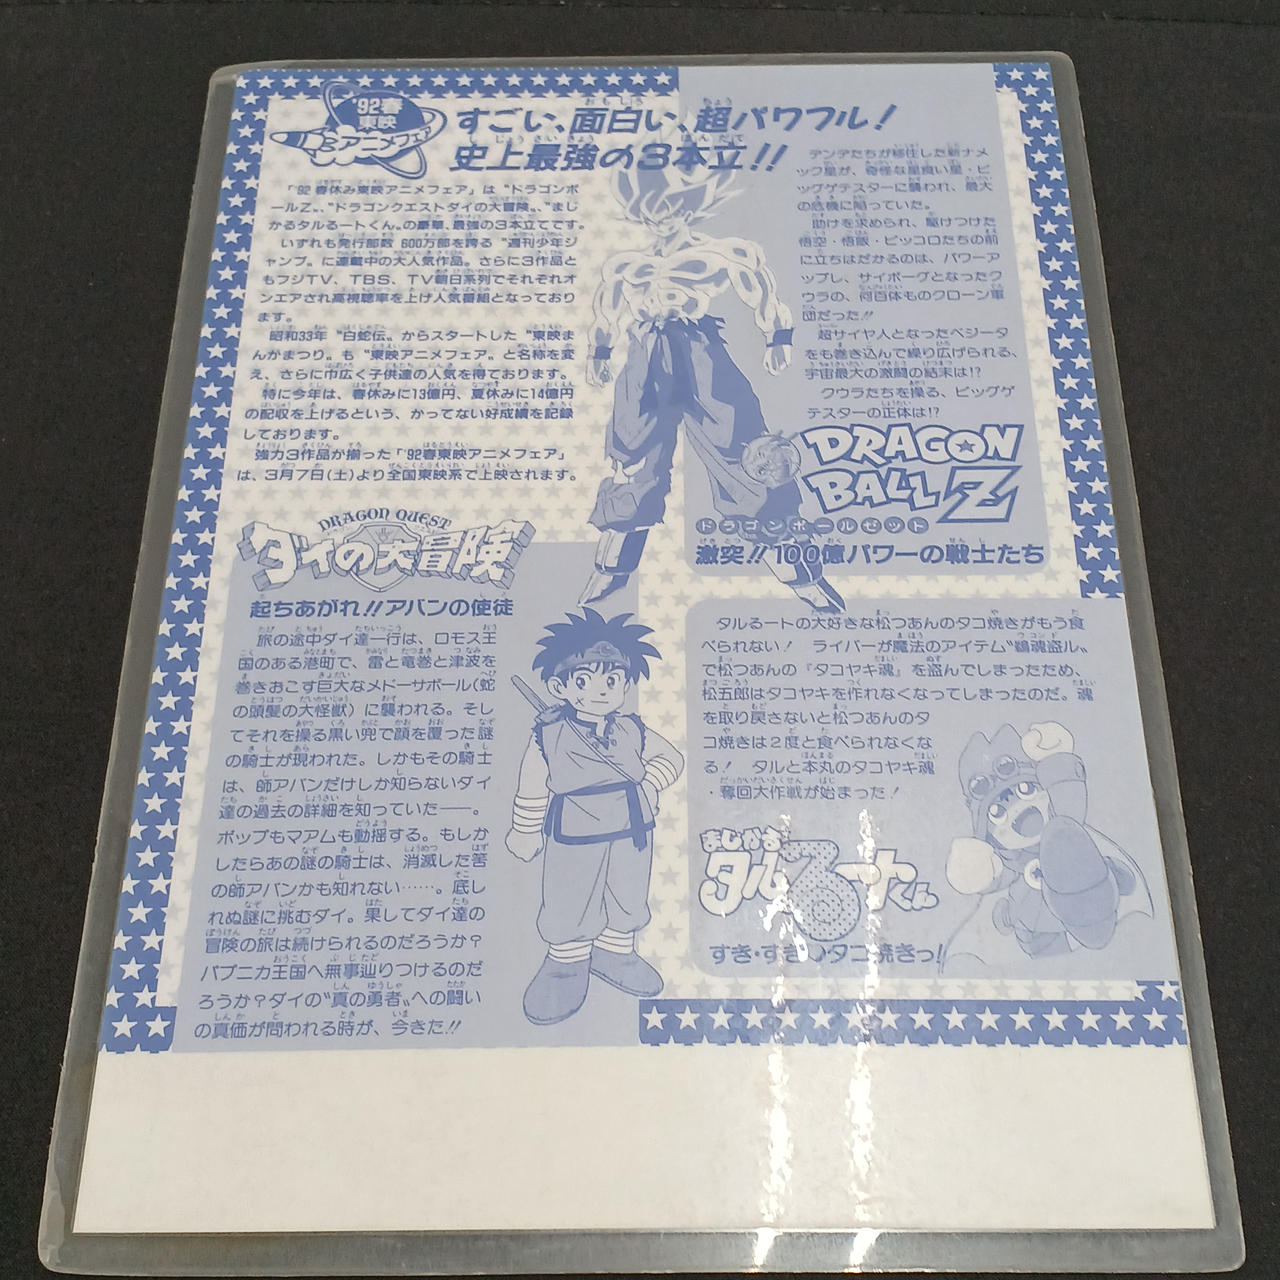 '92春
東映
アニメフェア
すごい、面白い、超パワフル!
史上最強の3本立!!
「'92春休み東映アニメフェア」は“ドラゴンボ
ールZ„、“ドラゴンクエストダイの大冒険„、“まじ
かるタルるートくん„の豪華、最強の3本立てです。
いずれも発行部数 600万部を誇る “週刊少年ジ
ャンプ„に連載中の大人気作品。さらに3作品と
もフジTV、TBS、TV朝日系列でそれぞれオ
ンエアされ高視聴率を上げ人気番組となっており
ます。
昭和33年 “白蛇伝„からスタートした “東映ま
んがまつり„も “東映アニメフェア„と名称を変
え、さらに巾広く子供達の人気を得ております。
特に今年は、春休みに13億円、夏休みに14億円
の配収を上げるという、かってない好成績を記録
しております。
強力3作品が揃った「'92春東映アニメフェア」
は、3月7日(土)より全国東映系で上映されます。
デンデたちが移住した新ナメ
ック星が、奇怪な星食い星・ビ
ッグゲテスターに襲われ、最大
の危機に陥っていた。
助けを求められ、駆けつけた
悟空・悟飯・ピッコロたちの前
に立ちはだかるのは、パワーア
ップし、サイボーグとなったク
ウラの、何百体ものクローン軍
団だった!!
超サイヤ人となったベジータ
をも巻き込んで繰り広げられる、
宇宙最大の激闘の結末は!?
クウラたちを操る、ビッグゲ
テスターの正体は!?
DRAGON
BALL Z
ドラゴンボールゼット
激突!!100億パワーの戦士たち
DRAGON QUEST
ダイの大冒険
起ちあがれ!!アバンの使徒
旅の途中ダイ達一行は、ロモス王
国のある港町で、雷と竜巻と津波を
巻きおこす巨大なメドーサボール(蛇
の頭髪の大怪獣)に襲われる。そし
てそれを操る黒い兜で顔を覆った謎
の騎士が現われた。しかもその騎士
は、師アバンだけしか知らないダイ
達の過去の詳細を知っていた――。
ポップもマアムも動揺する。もしか
したらあの謎の騎士は、消滅した筈
の師アバンかも知れない……。底し
れぬ謎に挑むダイ。果してダイ達の
冒険の旅は続けられるのだろうか?
パプニカ王国へ無事辿りつけるのだ
ろうか?ダイの“真の勇者„への闘い
の真価が問われる時が、今きた!!
タルるートの大好きな松つあんのタコ焼きがもう食
べられない! ライバーが魔法のアイテム“鵜魂盗ル„
で松つあんの『タコヤキ魂』を盗んでしまったため、
松五郎はタコヤキを作れなくなってしまったのだ。魂
を取り戻さないと松つあんのタ
コ焼きは2度と食べられなくな
る! タルと本丸のタコヤキ魂
・奪回大作戦が始まった!
まじかる
タルるートくん
すき・すき♥タコ焼きっ!